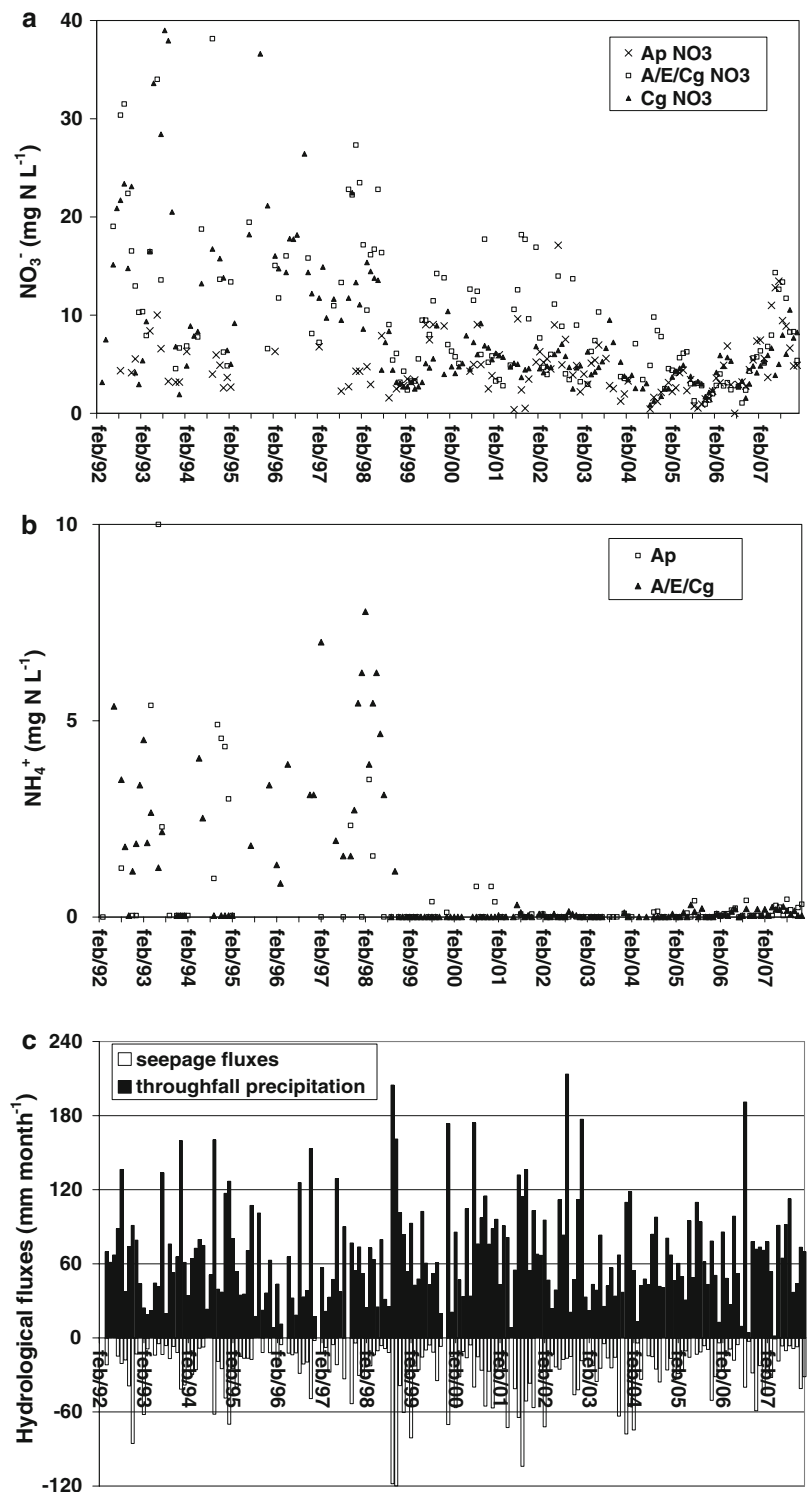 a
40
30
20
10
0
NO₃⁻ (mg N L⁻¹)
Ap NO3
A/E/Cg NO3
Cg NO3
feb/92
feb/93
feb/94
feb/95
feb/96
feb/97
feb/98
feb/99
feb/00
feb/01
feb/02
feb/03
feb/04
feb/05
feb/06
feb/07
b
10
5
0
NH₄⁺ (mg N L⁻¹)
Ap
A/E/Cg
feb/92
feb/93
feb/94
feb/95
feb/96
feb/97
feb/98
feb/99
feb/00
feb/01
feb/02
feb/03
feb/04
feb/05
feb/06
feb/07
c
240
180
120
60
0
-60
-120
Hydrological fluxes (mm month⁻¹)
seepage fluxes
throughfall precipitation
feb/92
feb/93
feb/94
feb/95
feb/96
feb/97
feb/98
feb/99
feb/00
feb/01
feb/02
feb/03
feb/04
feb/05
feb/06
feb/07